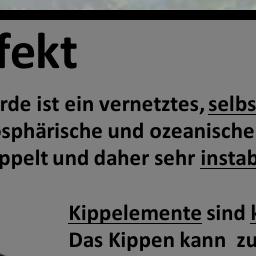 fekt
rde ist ein vernetztes, selbs
osphärische und ozeanische
ppelt und daher sehr instab
Kippelemente sind k
Das Kippen kann zu